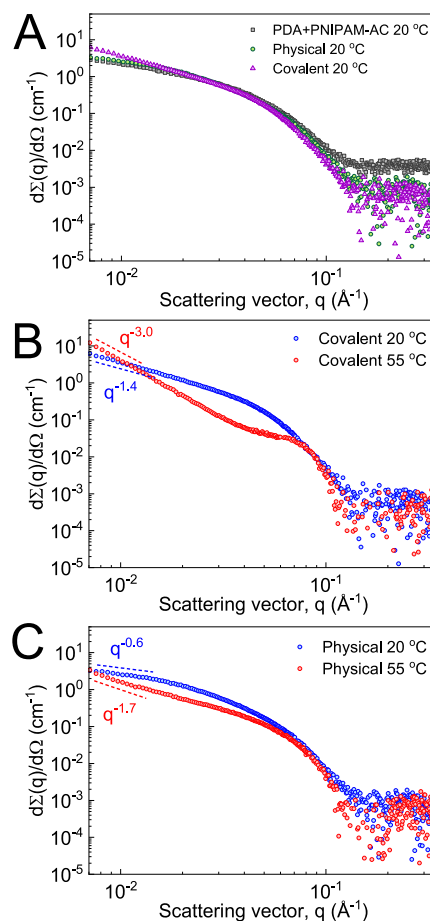 A
PDA+PNIPAM-AC 20 °C
Physical 20 °C
Covalent 20 °C
10¹
10⁰
10⁻¹
10⁻²
10⁻³
10⁻⁴
10⁻⁵
dΣ(q)/dΩ (cm⁻¹)
10⁻² 10⁻¹
Scattering vector, q (Å⁻¹)
B
q⁻³·⁰
Covalent 20 °C
Covalent 55 °C
q⁻¹·⁴
10¹
10⁰
10⁻¹
10⁻²
10⁻³
10⁻⁴
10⁻⁵
dΣ(q)/dΩ (cm⁻¹)
10⁻² 10⁻¹
Scattering vector, q (Å⁻¹)
C
q⁻⁰·⁶
Physical 20 °C
Physical 55 °C
q⁻¹·⁷
10¹
10⁰
10⁻¹
10⁻²
10⁻³
10⁻⁴
10⁻⁵
dΣ(q)/dΩ (cm⁻¹)
10⁻² 10⁻¹
Scattering vector, q (Å⁻¹)